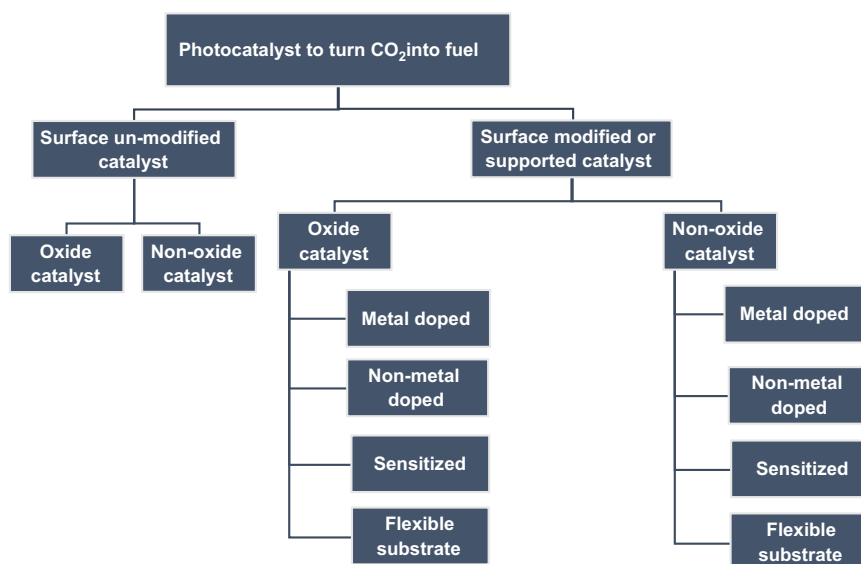 Photocatalyst to turn CO₂into fuel
Surface un-modified
catalyst
Surface modified or
supported catalyst
Oxide
catalyst
Non-oxide
catalyst
Oxide
catalyst
Metal doped
Non-metal
doped
Sensitized
Flexible
substrate
Non-oxide
catalyst
Metal doped
Non-metal
doped
Sensitized
Flexible
substrate